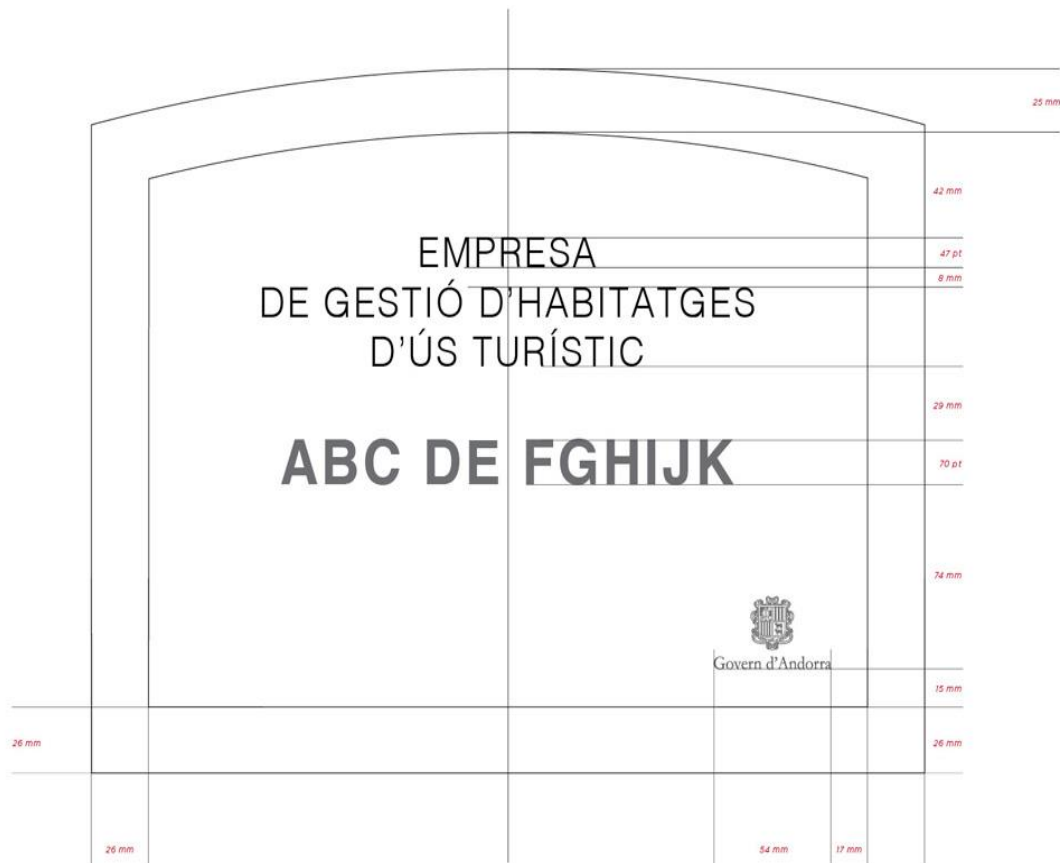 25 mm
42 mm
EMPRESA
47 pt
8 mm
DE GESTIÓ D'HABITATGES
D'ÚS TURÍSTIC
29 mm
ABC DE FGHIJK
70 pt
74 mm
Govern d'Andorra
15 mm
26 mm
26 mm
26 mm
54 mm
17 mm